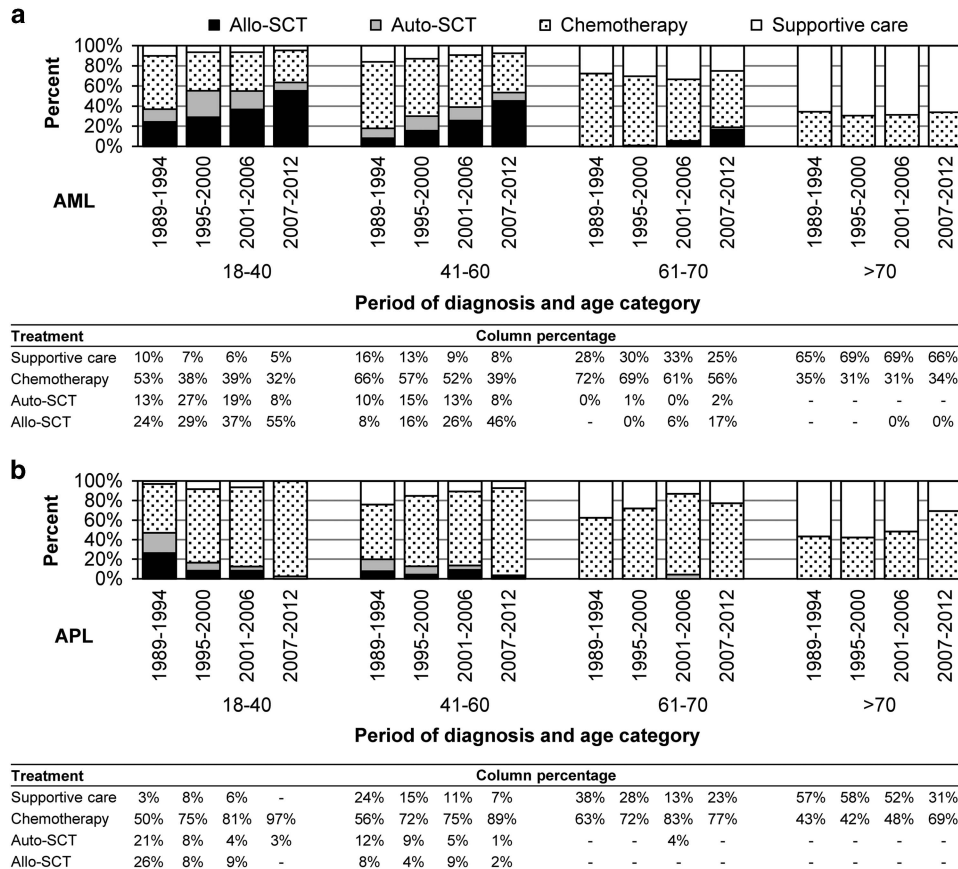 a
Allo-SCT Auto-SCT Chemotherapy Supportive care
100%
80%
60%
40%
20%
0%
Percent
AML
1989-1994 1995-2000 2001-2006 2007-2012 1989-1994 1995-2000 2001-2006 2007-2012 1989-1994 1995-2000 2001-2006 2007-2012 1989-1994 1995-2000 2001-2006 2007-2012
18-40 41-60 61-70 >70
Period of diagnosis and age category
Treatment Column percentage
Supportive care 10% 7% 6% 5% 16% 13% 9% 8% 28% 30% 33% 25% 65% 69% 69% 66%
Chemotherapy 53% 38% 39% 32% 66% 57% 52% 39% 72% 69% 61% 56% 35% 31% 31% 34%
Auto-SCT 13% 27% 19% 8% 10% 15% 13% 8% 0% 1% 0% 2% - - - -
Allo-SCT 24% 29% 37% 55% 8% 16% 26% 46% - 0% 6% 17% - - 0% 0%
b
100%
80%
60%
40%
20%
0%
Percent
APL
1989-1994 1995-2000 2001-2006 2007-2012 1989-1994 1995-2000 2001-2006 2007-2012 1989-1994 1995-2000 2001-2006 2007-2012 1989-1994 1995-2000 2001-2006 2007-2012
18-40 41-60 61-70 >70
Period of diagnosis and age category
Treatment Column percentage
Supportive care 3% 8% 6% - 24% 15% 11% 7% 38% 28% 13% 23% 57% 58% 52% 31%
Chemotherapy 50% 75% 81% 97% 56% 72% 75% 89% 63% 72% 83% 77% 43% 42% 48% 69%
Auto-SCT 21% 8% 4% 3% 12% 9% 5% 1% - - 4% - - - - -
Allo-SCT 26% 8% 9% - 8% 4% 9% 2% - - - - - - - -